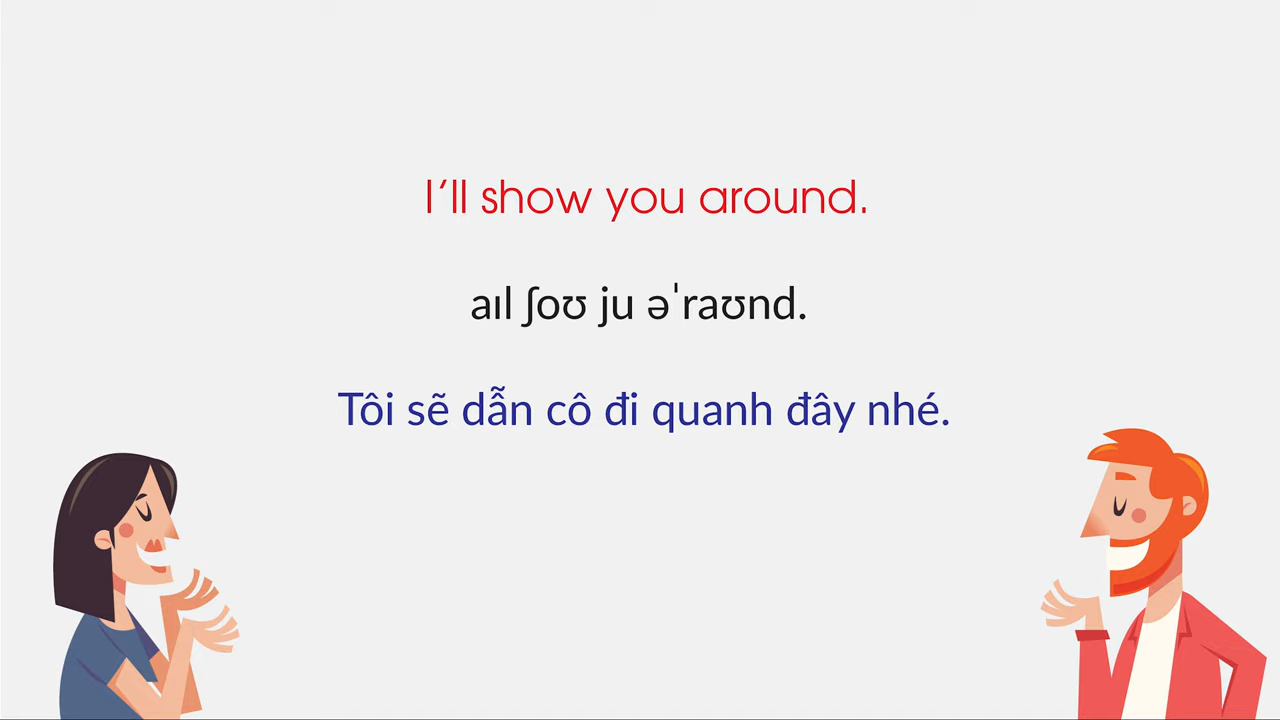 I’ll show you around.
aɪl ʃoʊ ju əˈraʊnd.
Tôi sẽ dẫn cô đi quanh đây nhé.